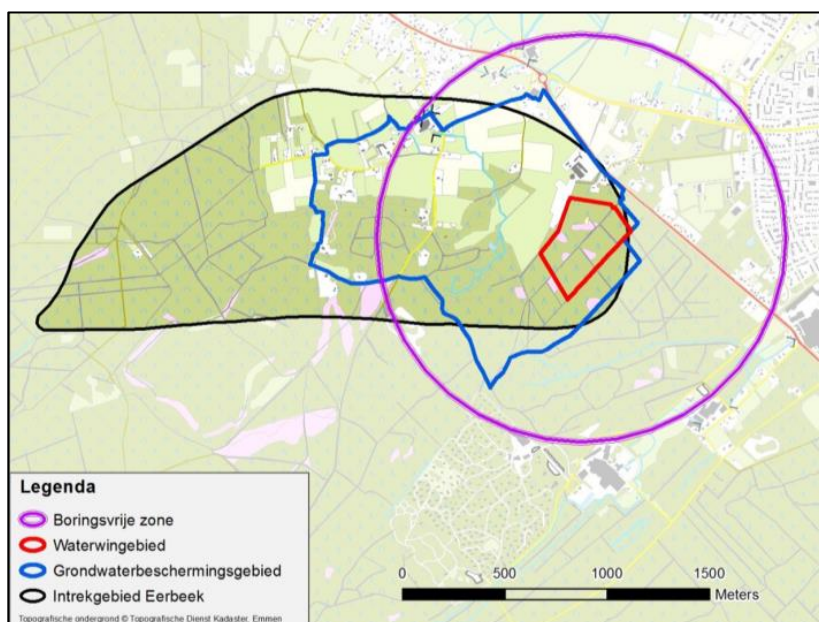 Legenda
Boringsvrije zone
Waterwingebied
Grondwaterbeschermingsgebied
Intrekgebied Eerbeek
Topografische ondergrond © Topografische Dienst Kadaster, Emmen
0 500 1000 1500
Meters